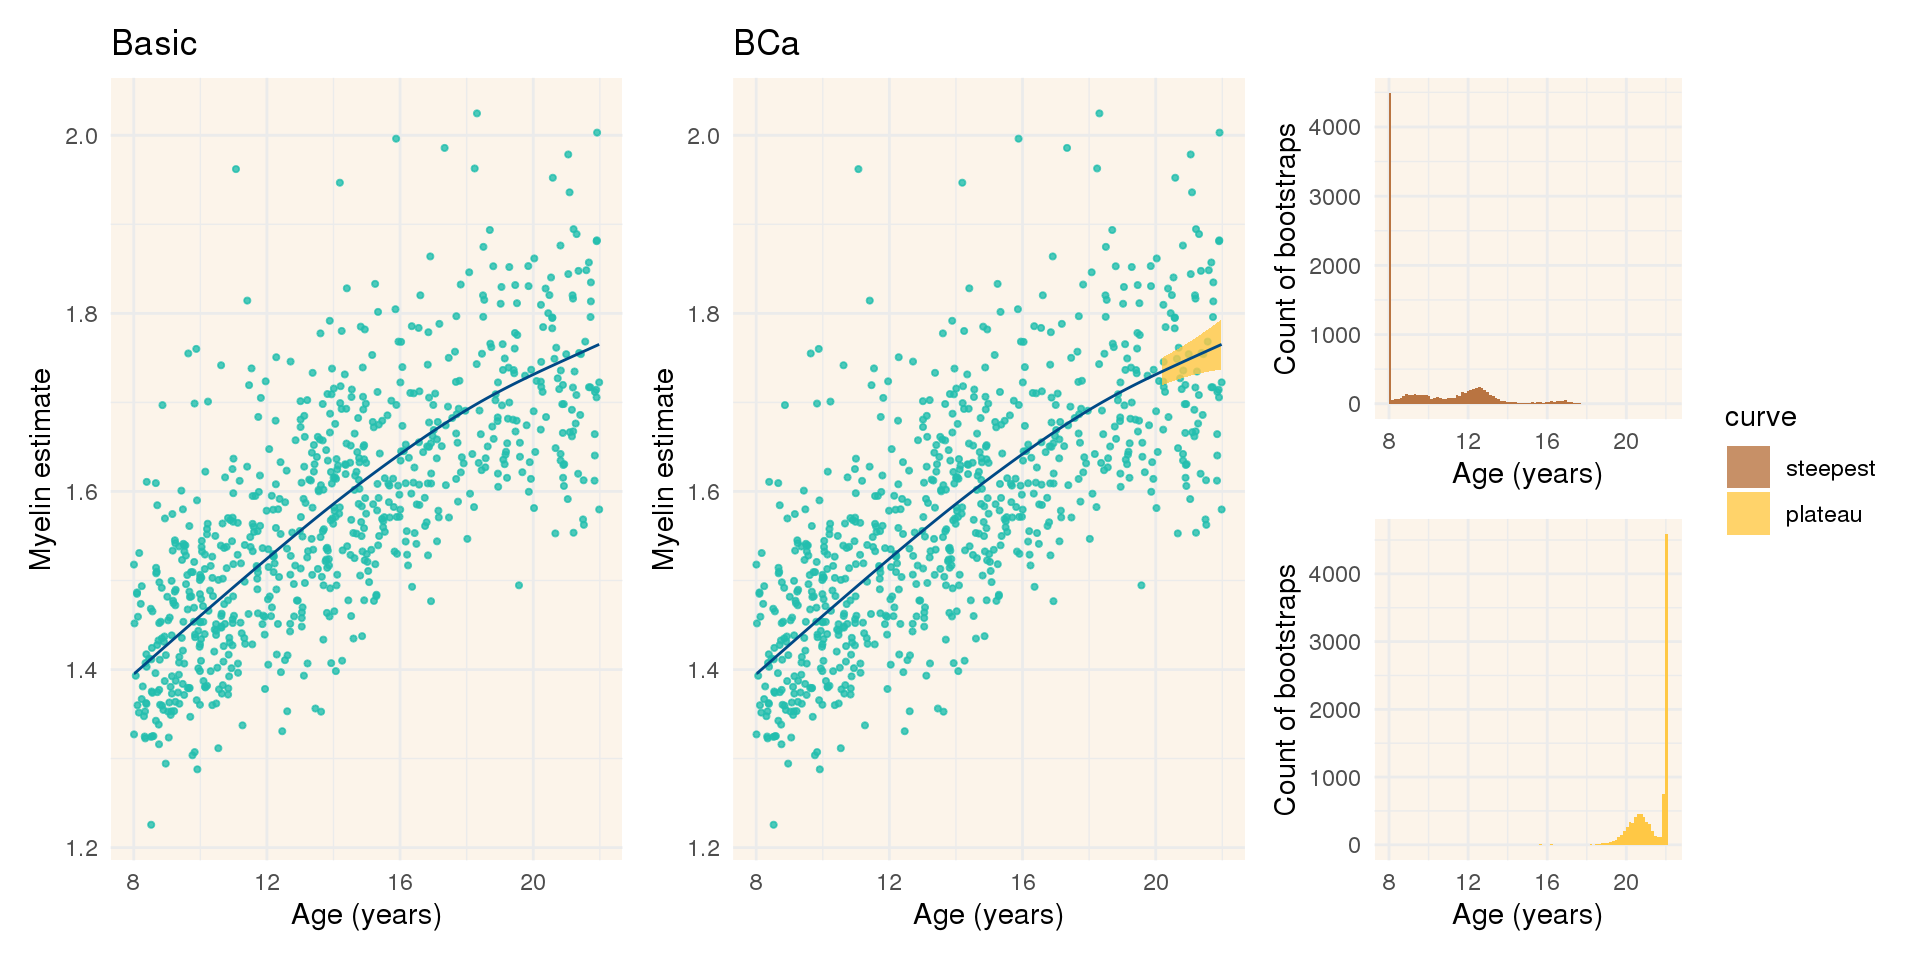 Basic
2.0
1.8
1.6
1.4
1.2
Myelin estimate
8 12 16 20
Age (years)
BCa
2.0
1.8
1.6
1.4
1.2
Myelin estimate
8 12 16 20
Age (years)
4000
3000
2000
1000
0
Count of bootstraps
8 12 16 20
Age (years)
4000
3000
2000
1000
0
Count of bootstraps
8 12 16 20
Age (years)
curve
steepest
plateau